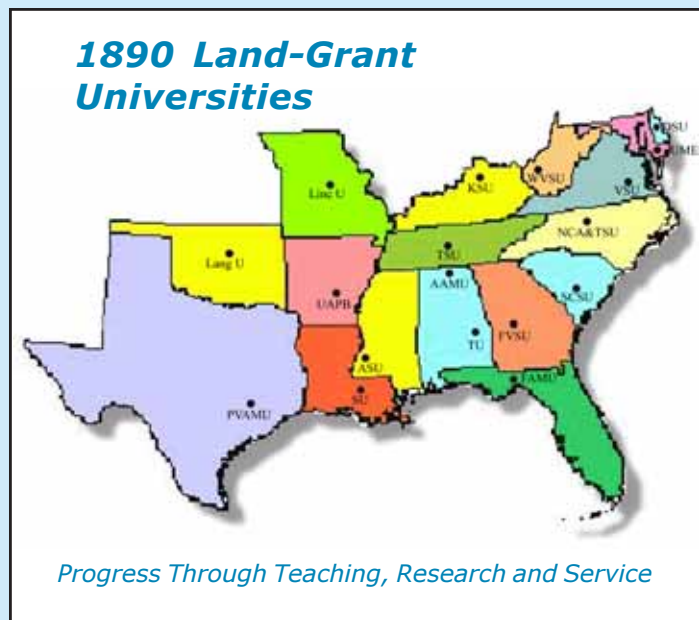 1890 Land-Grant
Universities
DSU
UMES
Linc U
KSU
WVSU
VSU
NCA&TSU
TSU
Lang U
AAMU
UAPB
SCSU
TU
FVSU
ASU
FAMU
SU
PVAMU
Progress Through Teaching, Research and Service